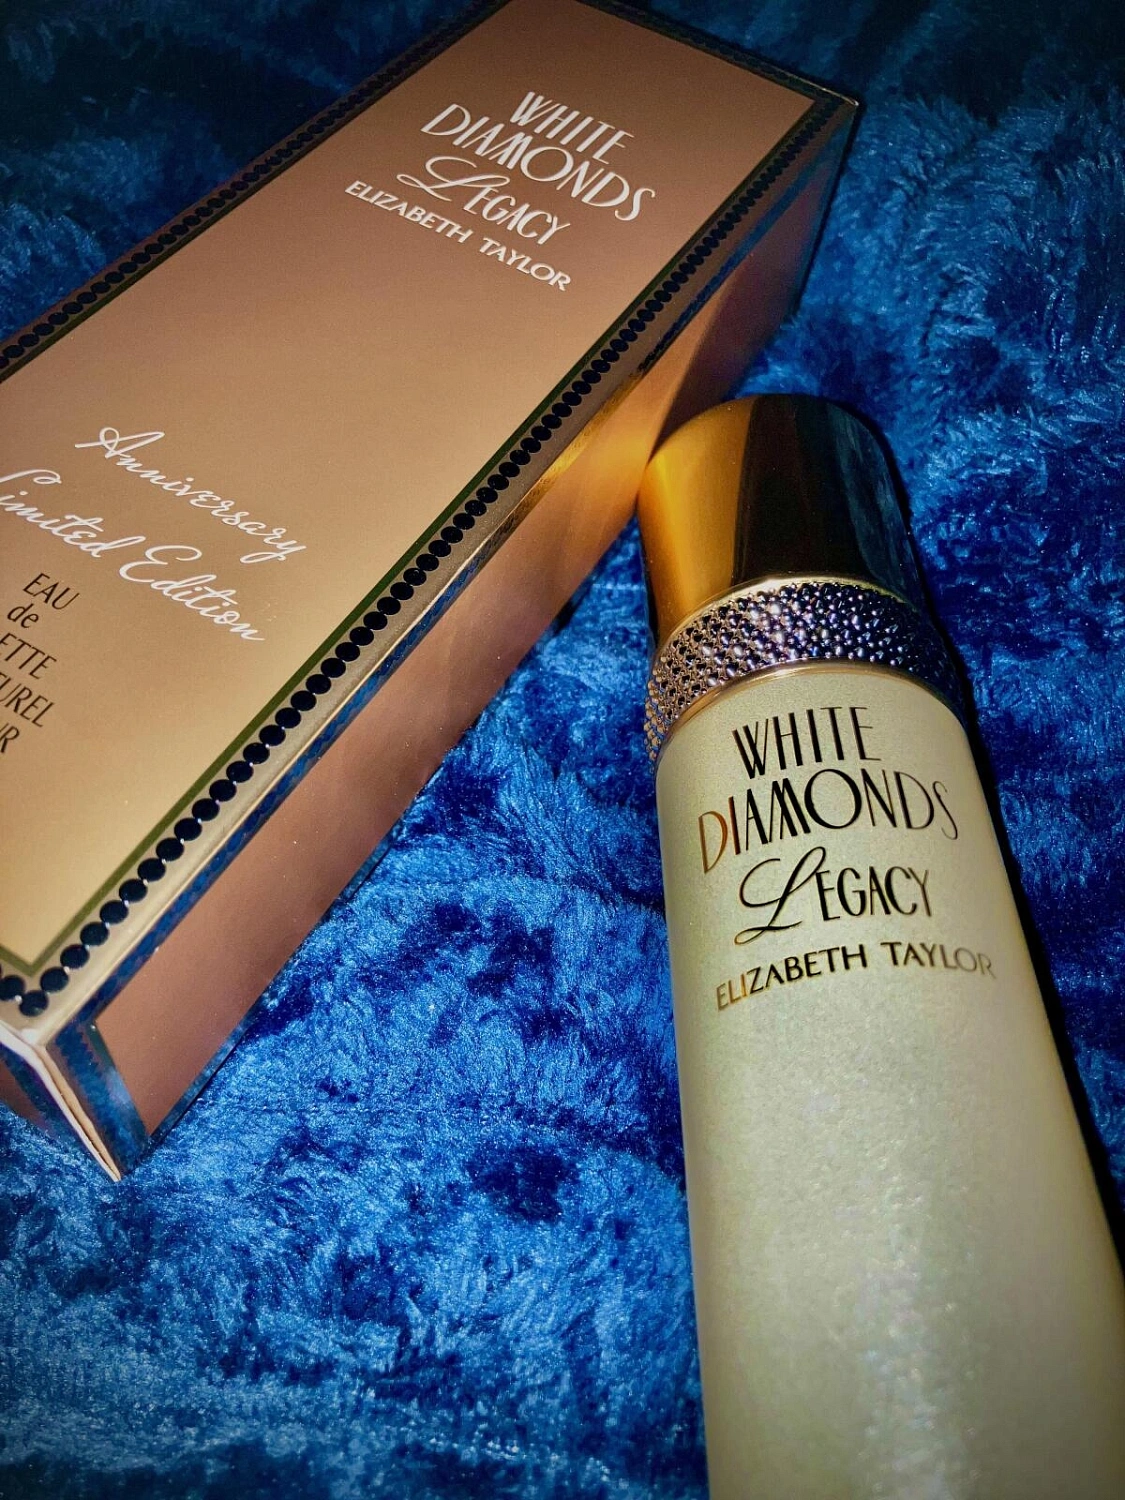 WHITE
DIAMONDS
LEGACY
ELIZABETH TAYLOR
Anniversary
Limited Edition
EAU
de
WHITE
DIAMONDS
LEGACY
ELIZABETH TAYLOR